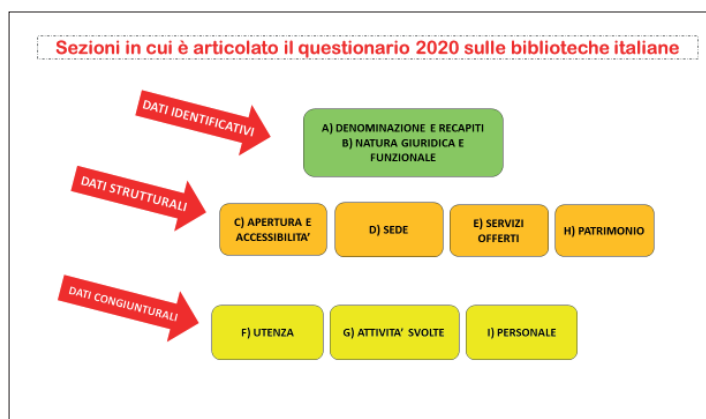 Sezioni in cui è articolato il questionario 2020 sulle biblioteche italiane
DATI IDENTIFICATIVI
A) DENOMINAZIONE E RECAPITI
B) NATURA GIURIDICA E
FUNZIONALE
DATI STRUTTURALI
C) APERTURA E
ACCESSIBILITA’
D) SEDE
E) SERVIZI
OFFERTI
H) PATRIMONIO
DATI CONGIUNTURALI
F) UTENZA
G) ATTIVITA’ SVOLTE
I) PERSONALE